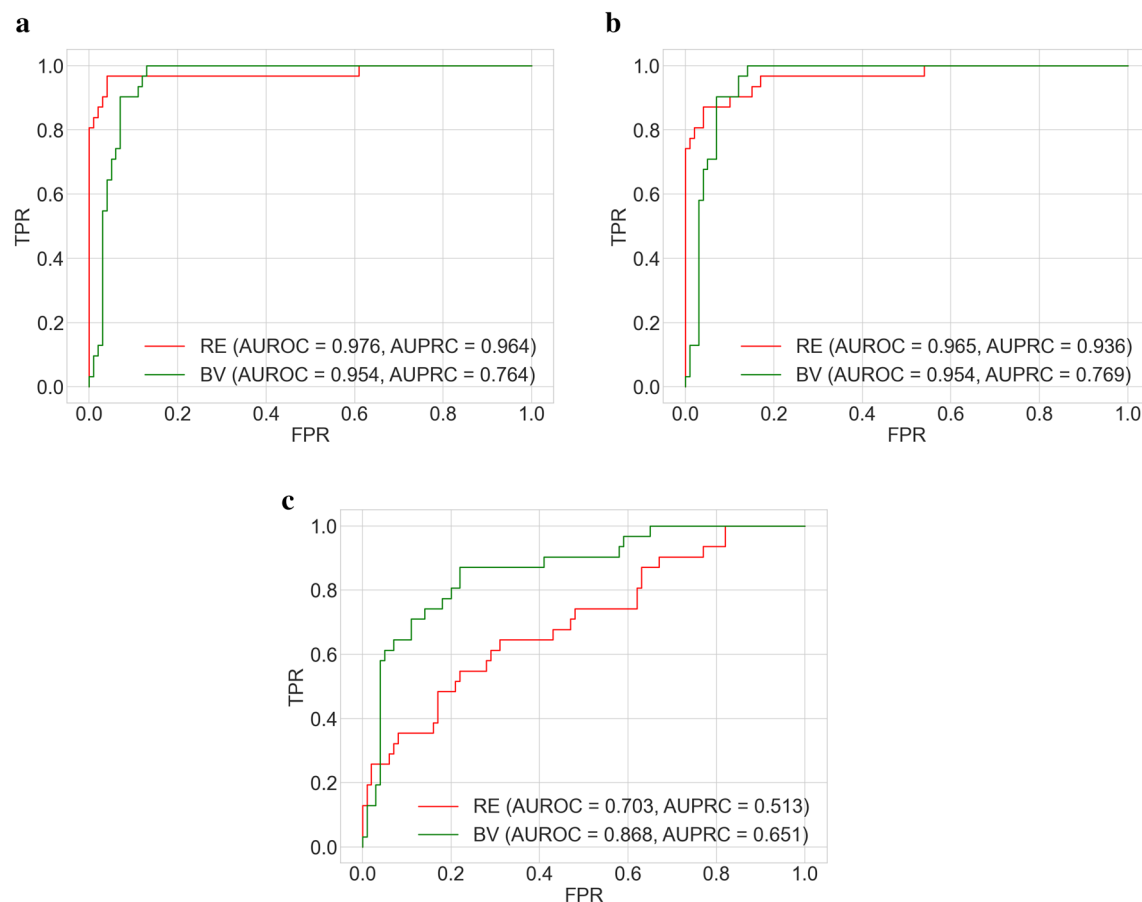 a
1.0
0.8
0.6
0.4
0.2
0.0
TPR
RE (AUROC = 0.976, AUPRC = 0.964)
BV (AUROC = 0.954, AUPRC = 0.764)
0.0 0.2 0.4 0.6 0.8 1.0
FPR
b
1.0
0.8
0.6
0.4
0.2
0.0
TPR
RE (AUROC = 0.965, AUPRC = 0.936)
BV (AUROC = 0.954, AUPRC = 0.769)
0.0 0.2 0.4 0.6 0.8 1.0
FPR
c
1.0
0.8
0.6
0.4
0.2
0.0
TPR
RE (AUROC = 0.703, AUPRC = 0.513)
BV (AUROC = 0.868, AUPRC = 0.651)
0.0 0.2 0.4 0.6 0.8 1.0
FPR